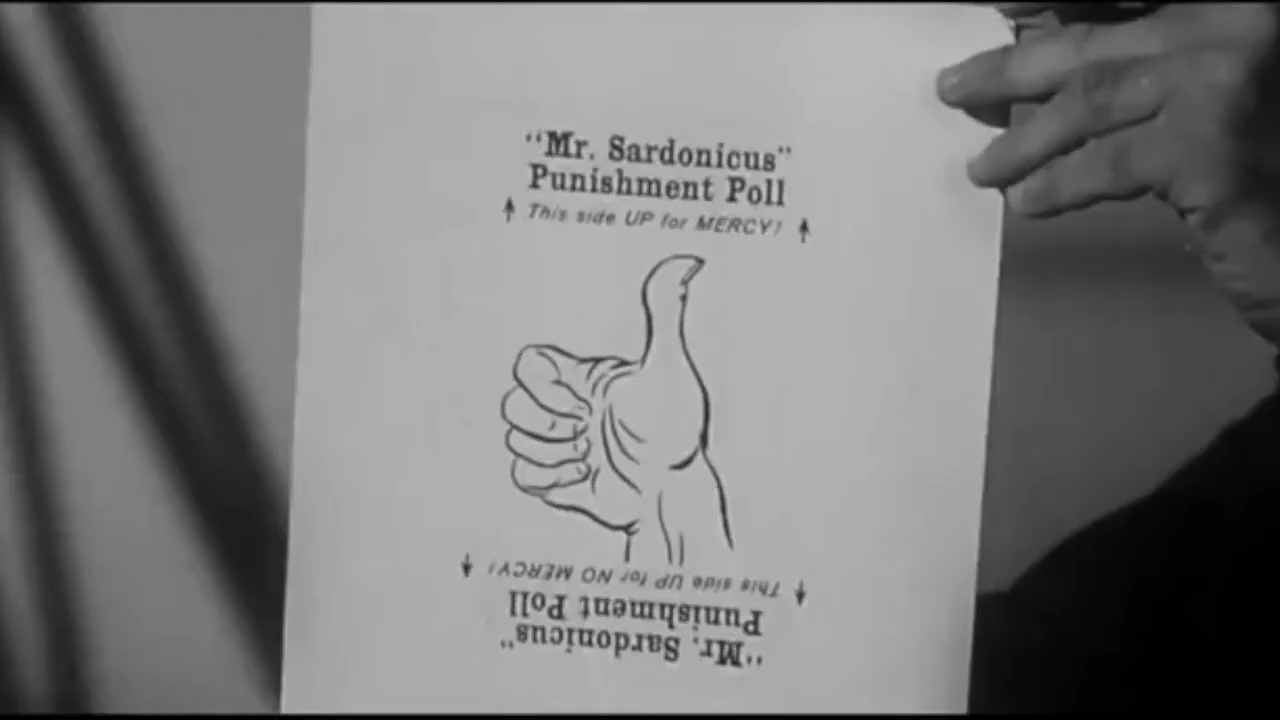 "Mr. Sardonicus"
Punishment Poll
↑ This side UP for MERCY! ↑
↑ This side UP for NO MERCY! ↑
Punishment Poll
"Mr. Sardonicus"